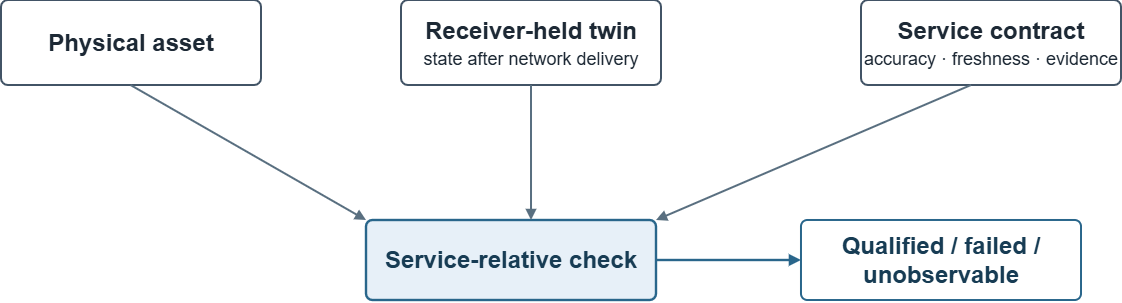 Physical asset
Receiver-held twin
state after network delivery
Service contract
accuracy · freshness · evidence
Service-relative check
Qualified / failed /
unobservable